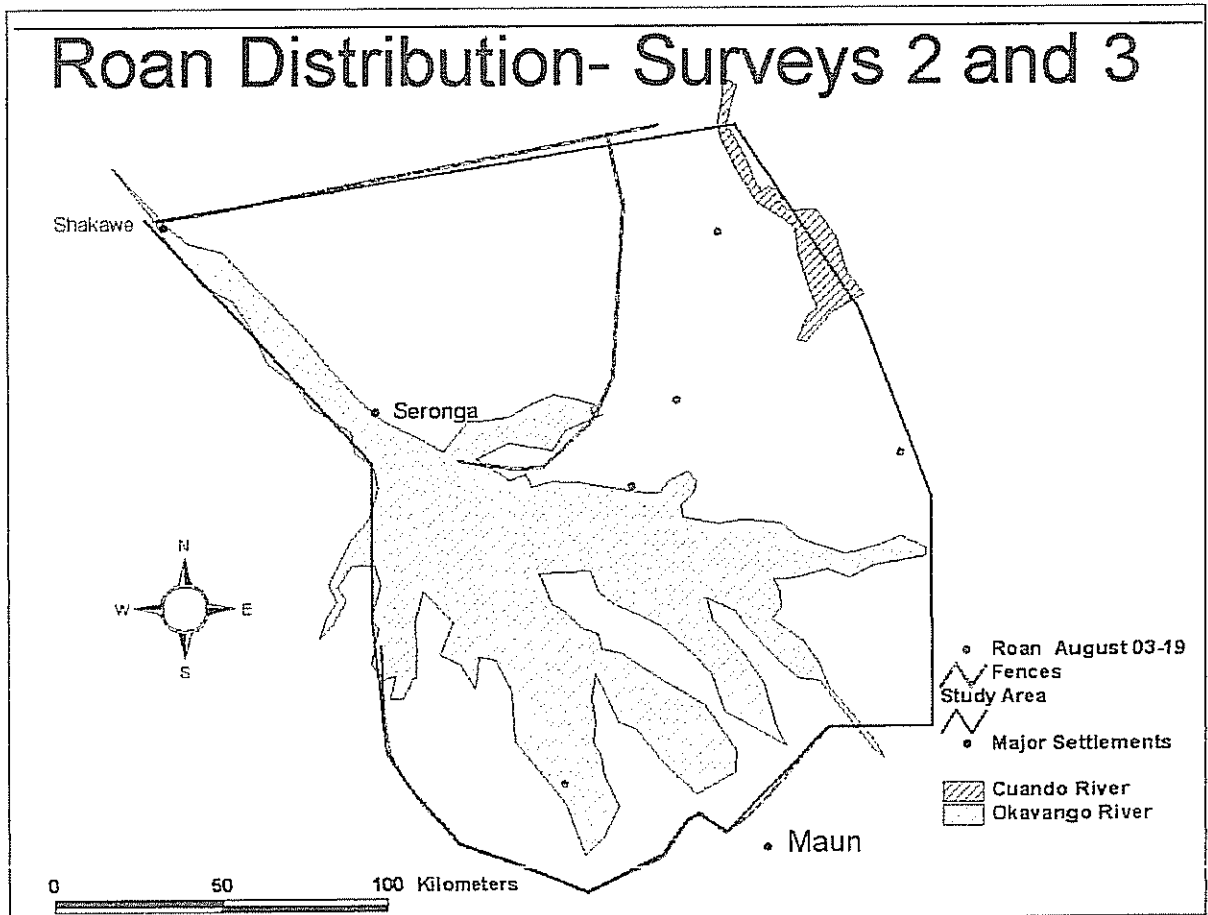 Roan Distribution- Surveys 2 and 3
Shakawe
Seronga
N
W E
S
Roan August 03-19
Fences
Study Area
Major Settlements
Cuando River
Okavango River
Maun
0 50 100 Kilometers